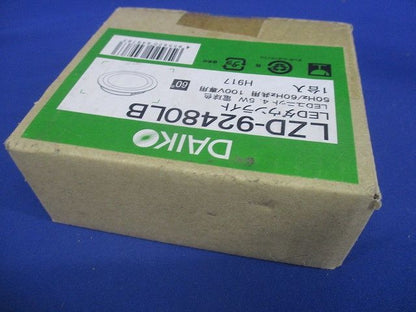 DAIKO
LZD-92480LB
LEDダウンライト
LEDユニット 4.5W 電球色
50Hz/60Hz共用 100V専用
1台入
H917
60